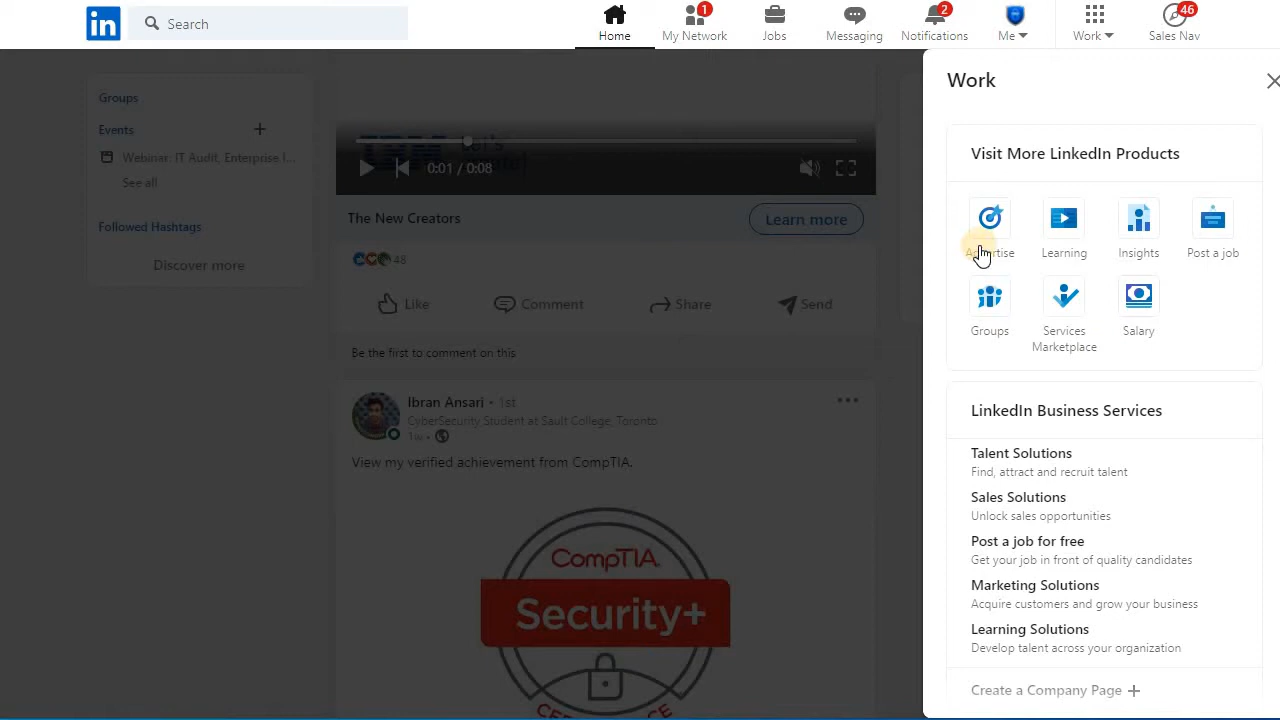 in
Search
1
2
46
Home
My Network
Jobs
Messaging
Notifications
Me
Work
Sales Nav
Groups
Events
Webinar: IT Audit, Enterprise I...
See all
Followed Hashtags
Discover more
Let's
0:01 / 0:08
The New Creators
Learn more
48
Like
Comment
Share
Send
Be the first to comment on this
Ibran Ansari • 1st
CyberSecurity Student at Sault College, Toronto
1w •
View my verified achievement from CompTIA.
CompTIA
Security+
Work
Visit More LinkedIn Products
Advertise
Learning
Insights
Post a job
Groups
Services
Marketplace
Salary
LinkedIn Business Services
Talent Solutions
Find, attract and recruit talent
Sales Solutions
Unlock sales opportunities
Post a job for free
Get your job in front of quality candidates
Marketing Solutions
Acquire customers and grow your business
Learning Solutions
Develop talent across your organization
Create a Company Page +